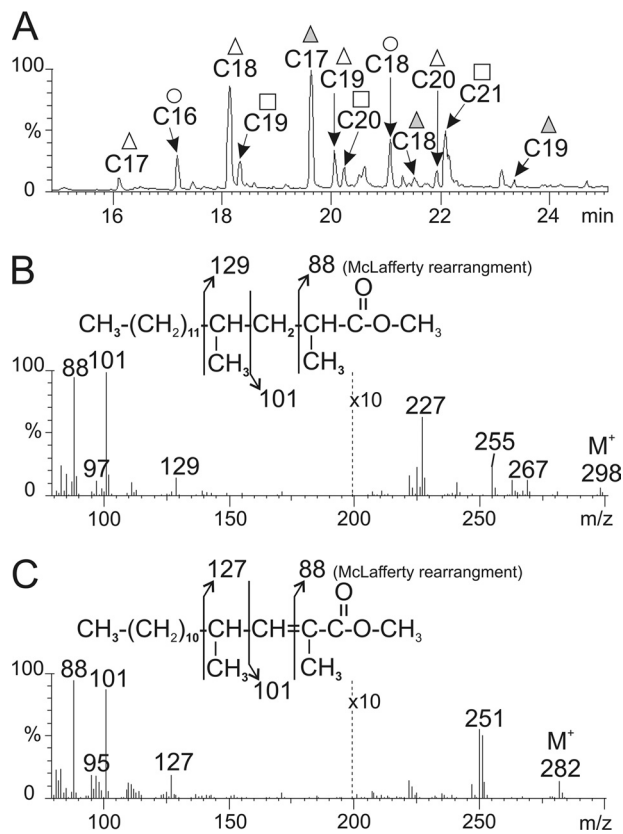 A
C17 C18 C20
C18 C19
C16 C19 C20 C21
C17 C18 C19
100
%
0
16 18 20 22 24 min
B
129 88 (McLafferty rearrangment)
O
CH₃-(CH₂)₁₁-CH-CH₂-CH-C-O-CH₃
CH₃ CH₃
101
100 88 101 x10
227
% 255 M⁺
97 129 267 298
0
100 150 200 250 m/z
C
127 88 (McLafferty rearrangment)
O
CH₃-(CH₂)₁₀-CH-CH=C-C-O-CH₃
CH₃ CH₃
101
100 88 101 x10
251
% M⁺
95 127 282
0
100 150 200 250 m/z